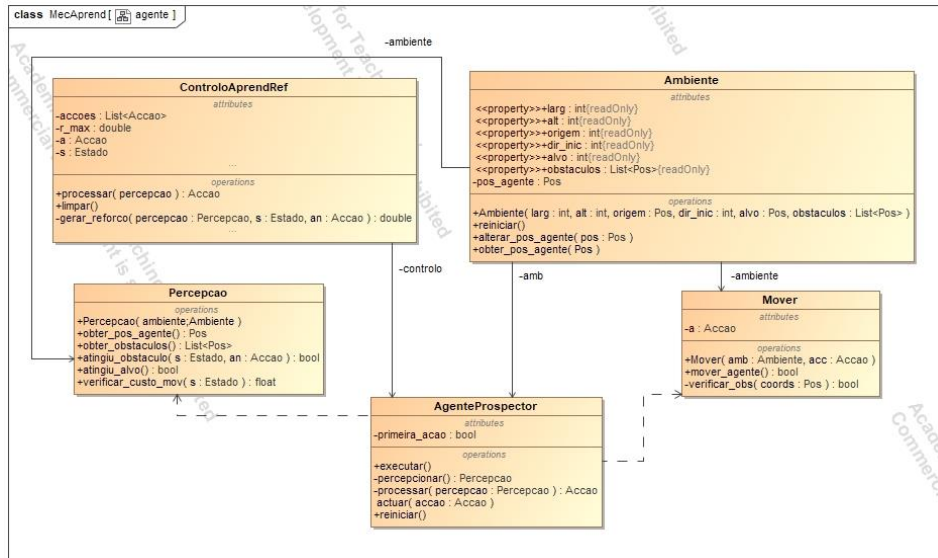 class MecAprend[ agente ]
-ambiente
ControloAprendRef
attributes
-accoes : List<Accao>
-r_max : double
-a : Accao
-s : Estado
...
operations
+processar( percepcao ) : Accao
+limpar()
-gerar_reforco( percepcao : Percepcao, s : Estado, an : Accao ) : double
...
Ambiente
attributes
<<property>>+larg : int{readOnly}
<<property>>+alt : int{readOnly}
<<property>>+origem : int{readOnly}
<<property>>+dir_inic : int{readOnly}
<<property>>+alvo : int{readOnly}
<<property>>+obstaculos : List<Pos>{readOnly}
-pos_agente : Pos
operations
+Ambiente( larg : int, alt : int, origem : Pos, dir_inic : int, alvo : Pos, obstaculos : List<Pos> )
+reiniciar()
+alterar_pos_agente( pos : Pos )
+obter_pos_agente( Pos )
-controlo
-amb
-ambiente
Percepcao
operations
+Percepcao( ambiente;Ambiente )
+obter_pos_agente() : Pos
+obter_obstaculos() : List<Pos>
+atingiu_obstaculo( s : Estado, an : Accao ) : bool
+atingiu_alvo() : bool
+verificar_custo_mov( s : Estado ) : float
Mover
attributes
-a : Accao
operations
+Mover( amb : Ambiente, acc : Accao )
+mover_agente() : bool
-verificar_obs( coords : Pos ) : bool
AgenteProspector
attributes
-primeira_acao : bool
operations
+executar()
-percepcionar() : Percepcao
-processar( percepcao : Percepcao ) : Accao
actuar( accao : Accao )
+reiniciar()